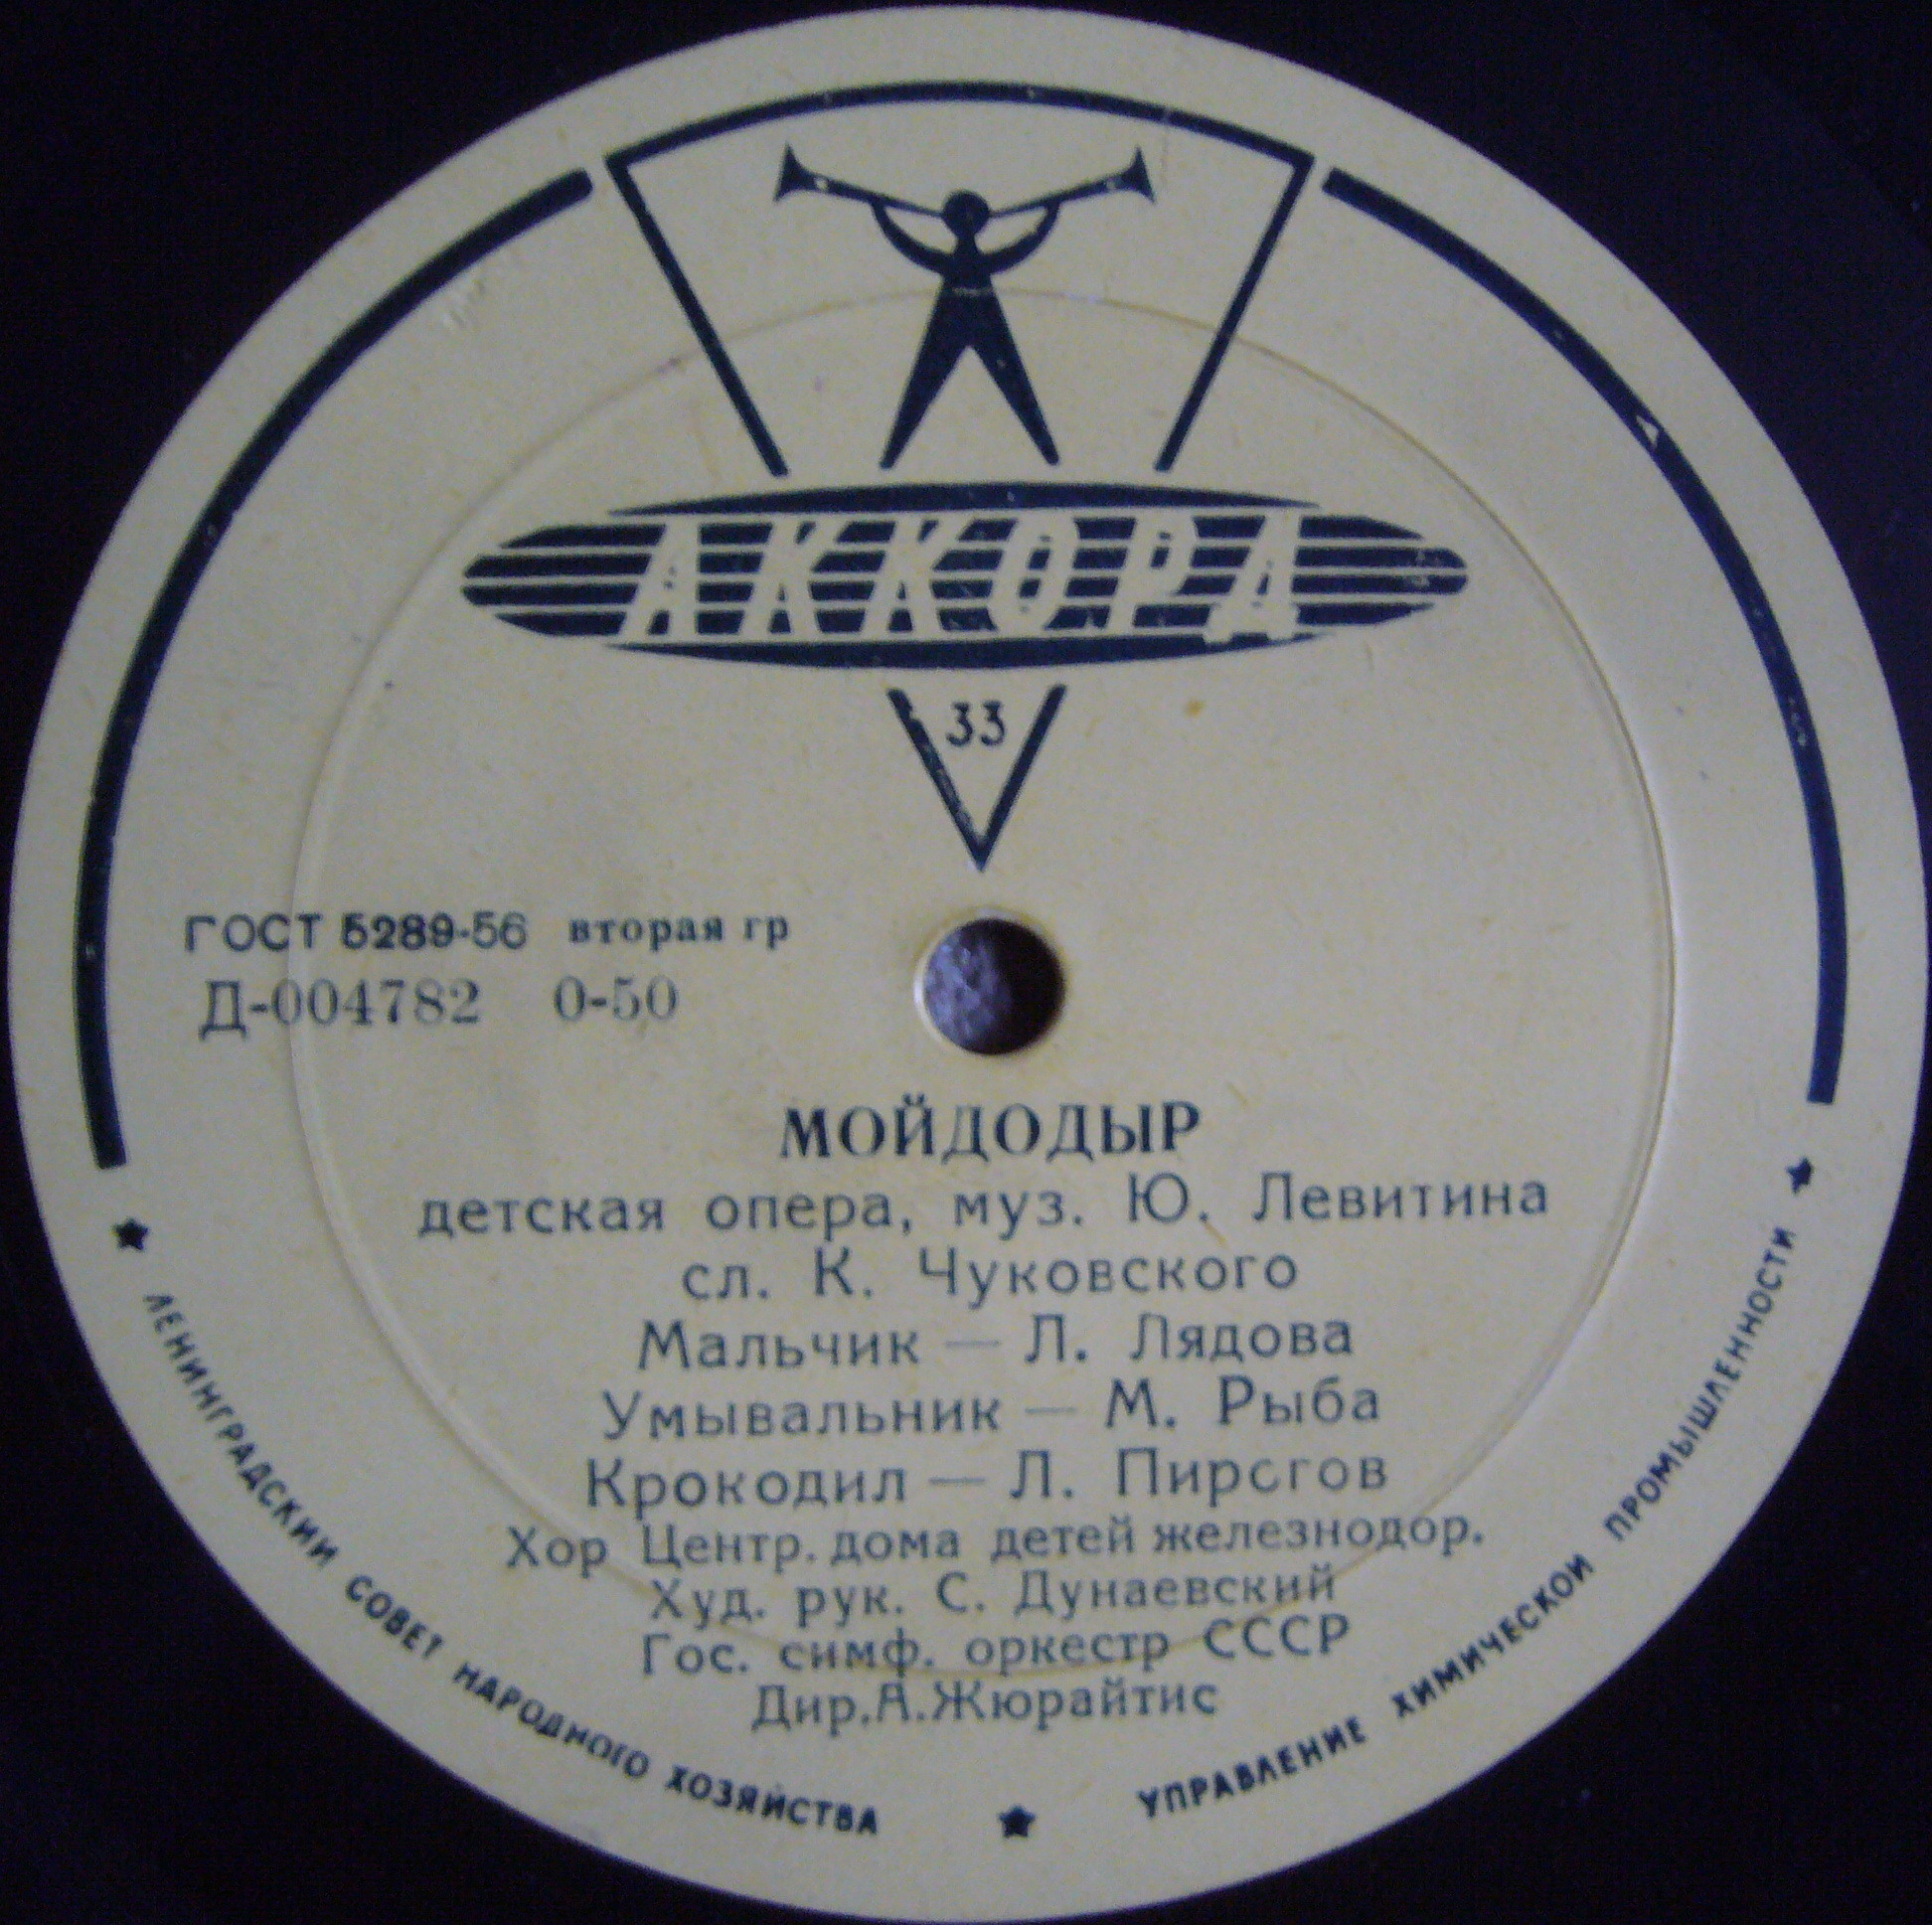 АККОРД
33
ГОСТ 5289-56 вторая гр
Д-004782 0-50
МОЙДОДЫР
детская опера, муз. Ю. Левитина
сл. К. Чуковского
Мальчик — Л. Лядова
Умывальник — М. Рыба
Крокодил — Л. Пирсгов
Хор Центр. дома детей железнодор.
Худ. рук. С. Дунаевский
Гос. симф. оркестр СССР
Дир.А.Жюрайтис
ЛЕНИНГРАДСКИЙ СОВЕТ НАРОДНОГО ХОЗЯЙСТВА
УПРАВЛЕНИЕ ХИМИЧЕСКОЙ ПРОМЫШЛЕННОСТИ